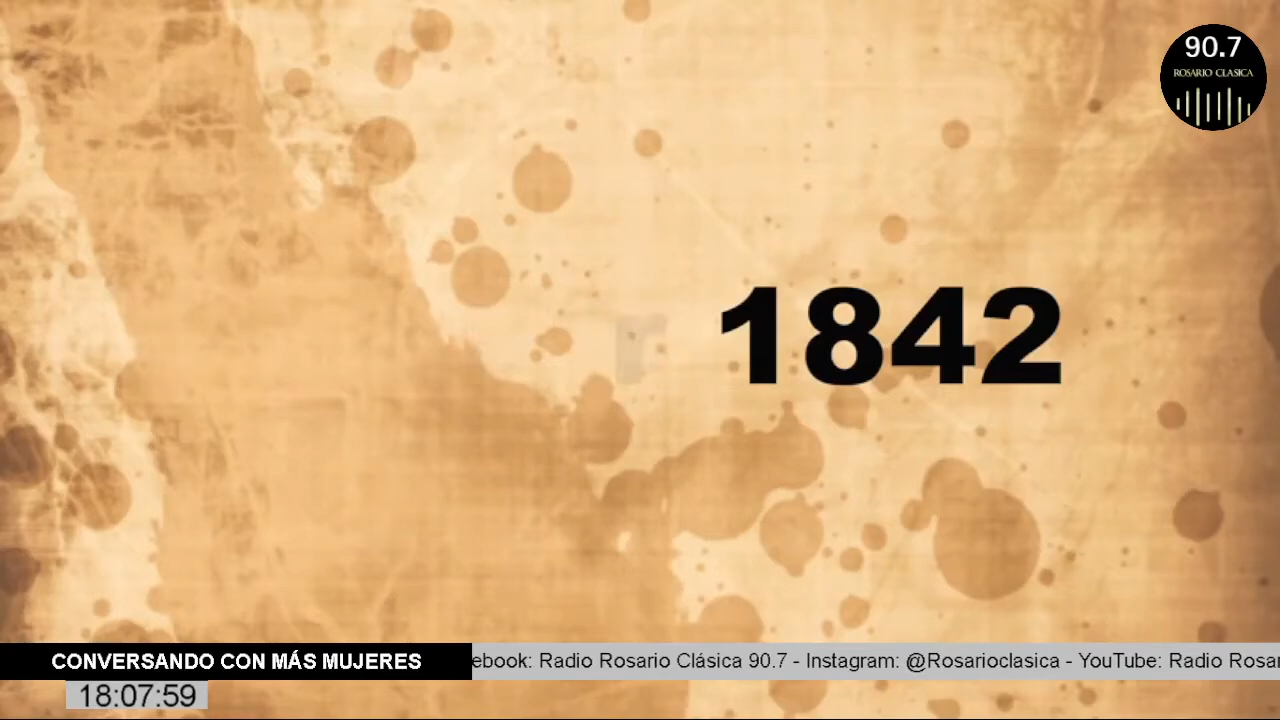 90.7
ROSARIO CLASICA
1842
CONVERSANDO CON MÁS MUJERES
ebook: Radio Rosario Clásica 90.7 - Instagram: @Rosarioclasica - YouTube: Radio Rosar
18:07:59